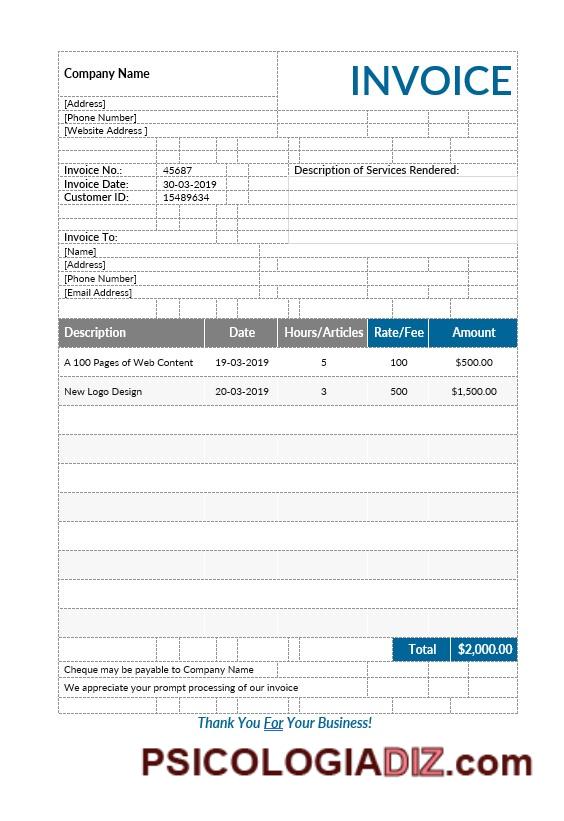 Company Name
INVOICE
[Address]
[Phone Number]
[Website Address ]
Invoice No.: 45687
Description of Services Rendered:
Invoice Date: 30-03-2019
Customer ID: 15489634
Invoice To:
[Name]
[Address]
[Phone Number]
[Email Address]
Description Date Hours/Articles Rate/Fee Amount
A 100 Pages of Web Content 19-03-2019 5 100 $500.00
New Logo Design 20-03-2019 3 500 $1,500.00
Total $2,000.00
Cheque may be payable to Company Name
We appreciate your prompt processing of our invoice
Thank You For Your Business!
PSICOLOGIADIZ.com